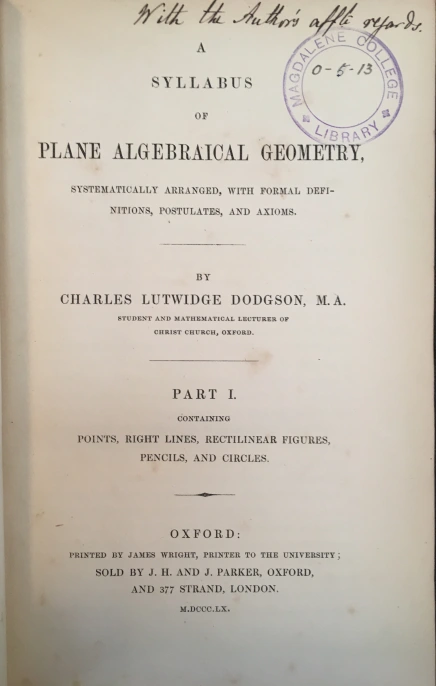 With the Author's affte regards.
A
SYLLABUS
OF
PLANE ALGEBRAICAL GEOMETRY,
SYSTEMATICALLY ARRANGED, WITH FORMAL DEFI-
NITIONS, POSTULATES, AND AXIOMS.
MAGDALENE COLLEGE
0-5-13
LIBRARY
BY
CHARLES LUTWIDGE DODGSON, M.A.
STUDENT AND MATHEMATICAL LECTURER OF
CHRIST CHURCH, OXFORD.
PART I.
CONTAINING
POINTS, RIGHT LINES, RECTILINEAR FIGURES,
PENCILS, AND CIRCLES.
OXFORD:
PRINTED BY JAMES WRIGHT, PRINTER TO THE UNIVERSITY;
SOLD BY J. H. AND J. PARKER, OXFORD,
AND 377 STRAND, LONDON.
M.DCCC.LX.